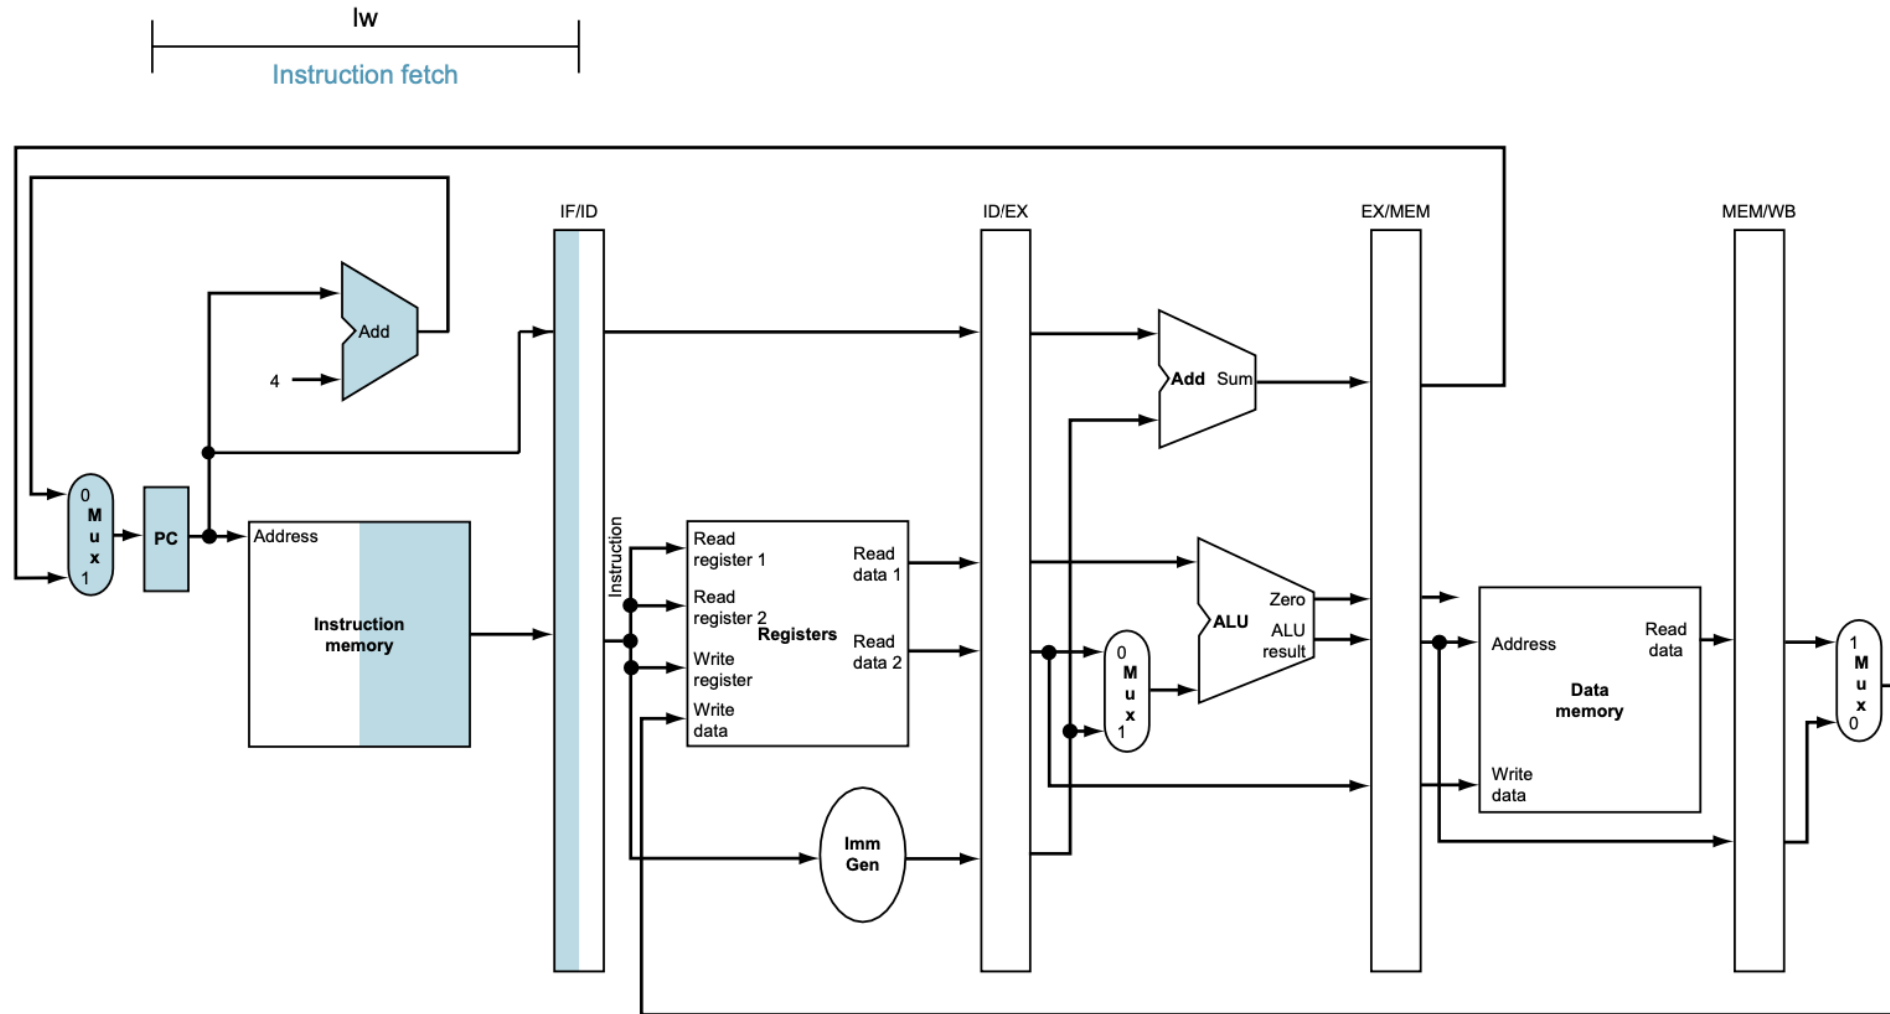 lw
Instruction fetch
IF/ID
ID/EX
EX/MEM
MEM/WB
Add
4
Add Sum
0
M
u
x
1
PC
Address
Instruction
memory
Instruction
Read
register 1
Read
register 2
Write
register
Write
data
Registers
Read
data 1
Read
data 2
Imm
Gen
0
M
u
x
1
Zero
ALU
ALU
result
Address
Read
data
Data
memory
Write
data
1
M
u
x
0